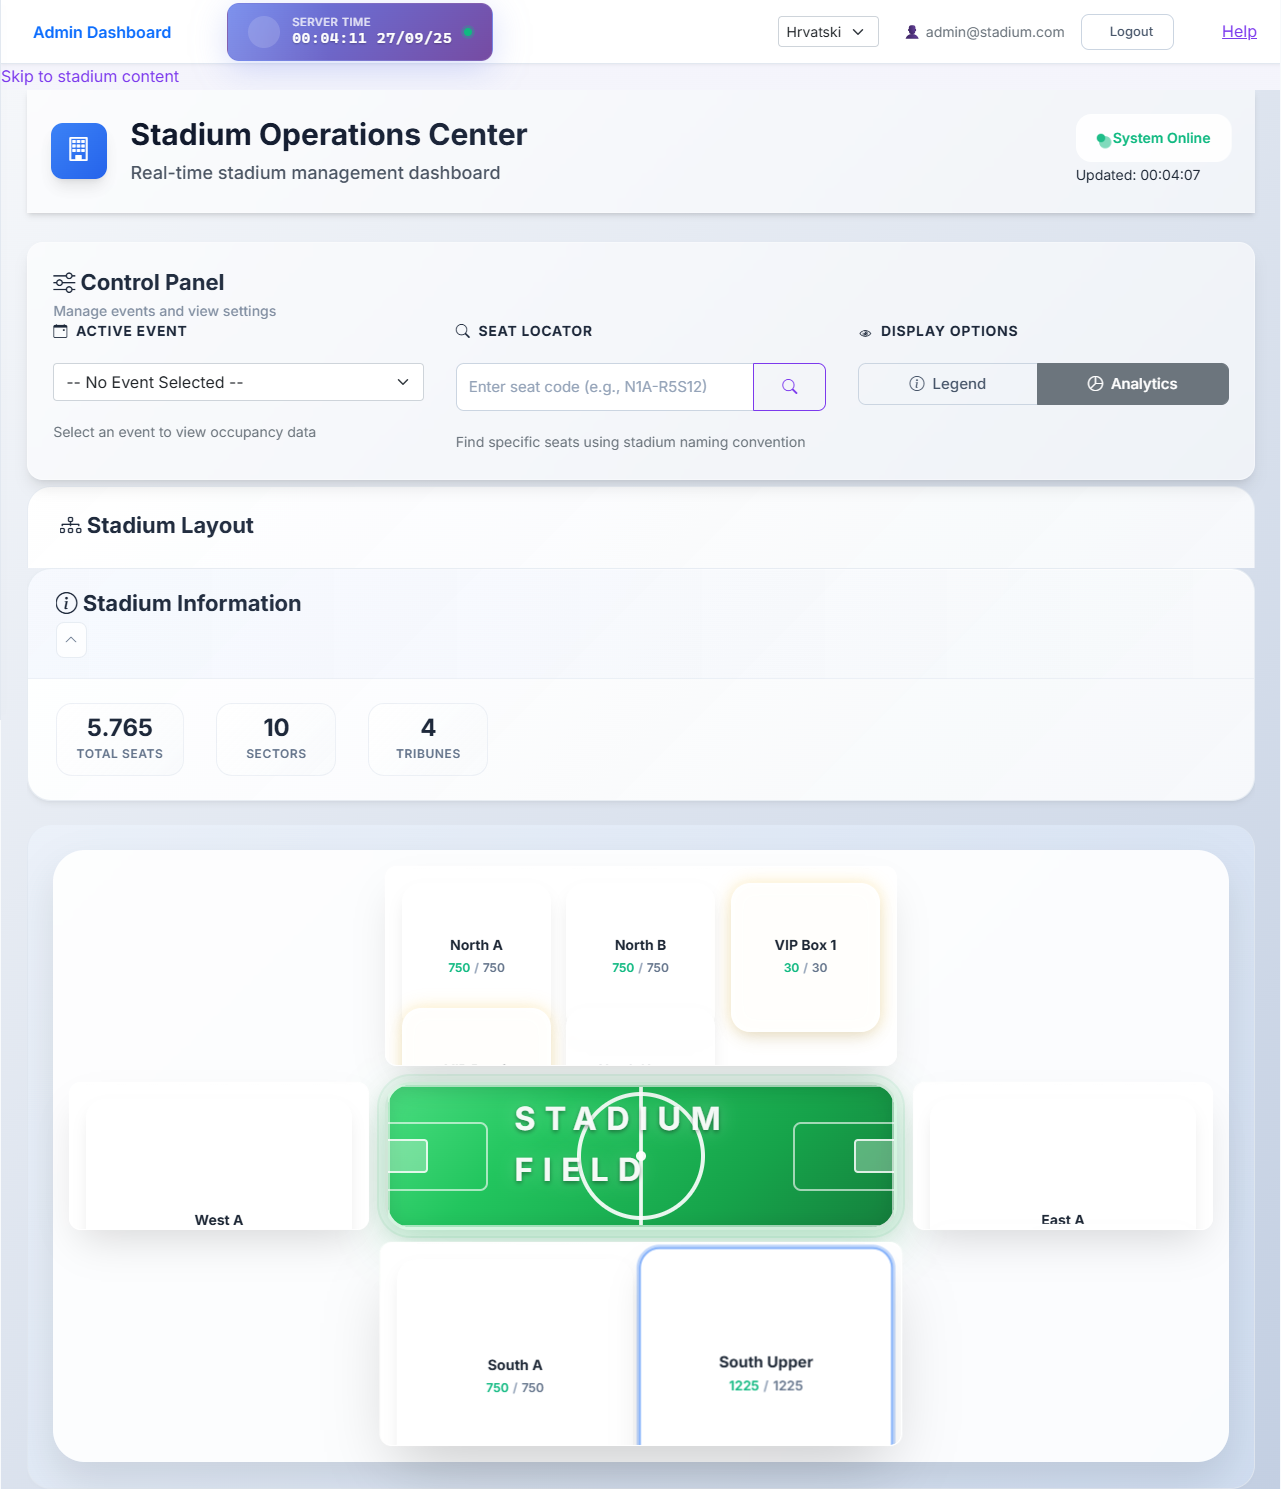 Admin Dashboard
SERVER TIME
00:04:11 27/09/25
Hrvatski
admin@stadium.com
Logout
Help
Skip to stadium content
Stadium Operations Center
Real-time stadium management dashboard
System Online
Updated: 00:04:07
Control Panel
Manage events and view settings
ACTIVE EVENT
-- No Event Selected --
Select an event to view occupancy data
SEAT LOCATOR
Enter seat code (e.g., N1A-R5S12)
Find specific seats using stadium naming convention
DISPLAY OPTIONS
Legend
Analytics
Stadium Layout
Stadium Information
5.765
TOTAL SEATS
10
SECTORS
4
TRIBUNES
North A
750 / 750
North B
750 / 750
VIP Box 1
30 / 30
West A
STADIUM
FIELD
East A
South A
750 / 750
South Upper
1225 / 1225